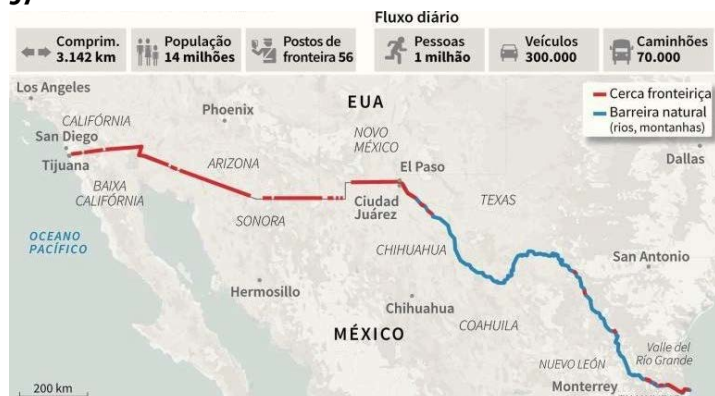 Fluxo diário
Comprim.
3.142 km
População
14 milhões
Postos de
fronteira 56
Pessoas
1 milhão
Veículos
300.000
Caminhões
70.000
Los Angeles
EUA
Cerca fronteiriça
Barreira natural
(rios, montanhas)
CALIFÓRNIA
Phoenix
San Diego
NOVO
MÉXICO
Dallas
Tijuana
ARIZONA
El Paso
BAIXA
CALIFÓRNIA
Ciudad
Juárez
TEXAS
SONORA
OCEANO
PACÍFICO
CHIHUAHUA
San Antonio
Hermosillo
Chihuahua
COAHUILA
MÉXICO
Valle del
Río Grande
NUEVO LEÓN
Monterrey
200 km